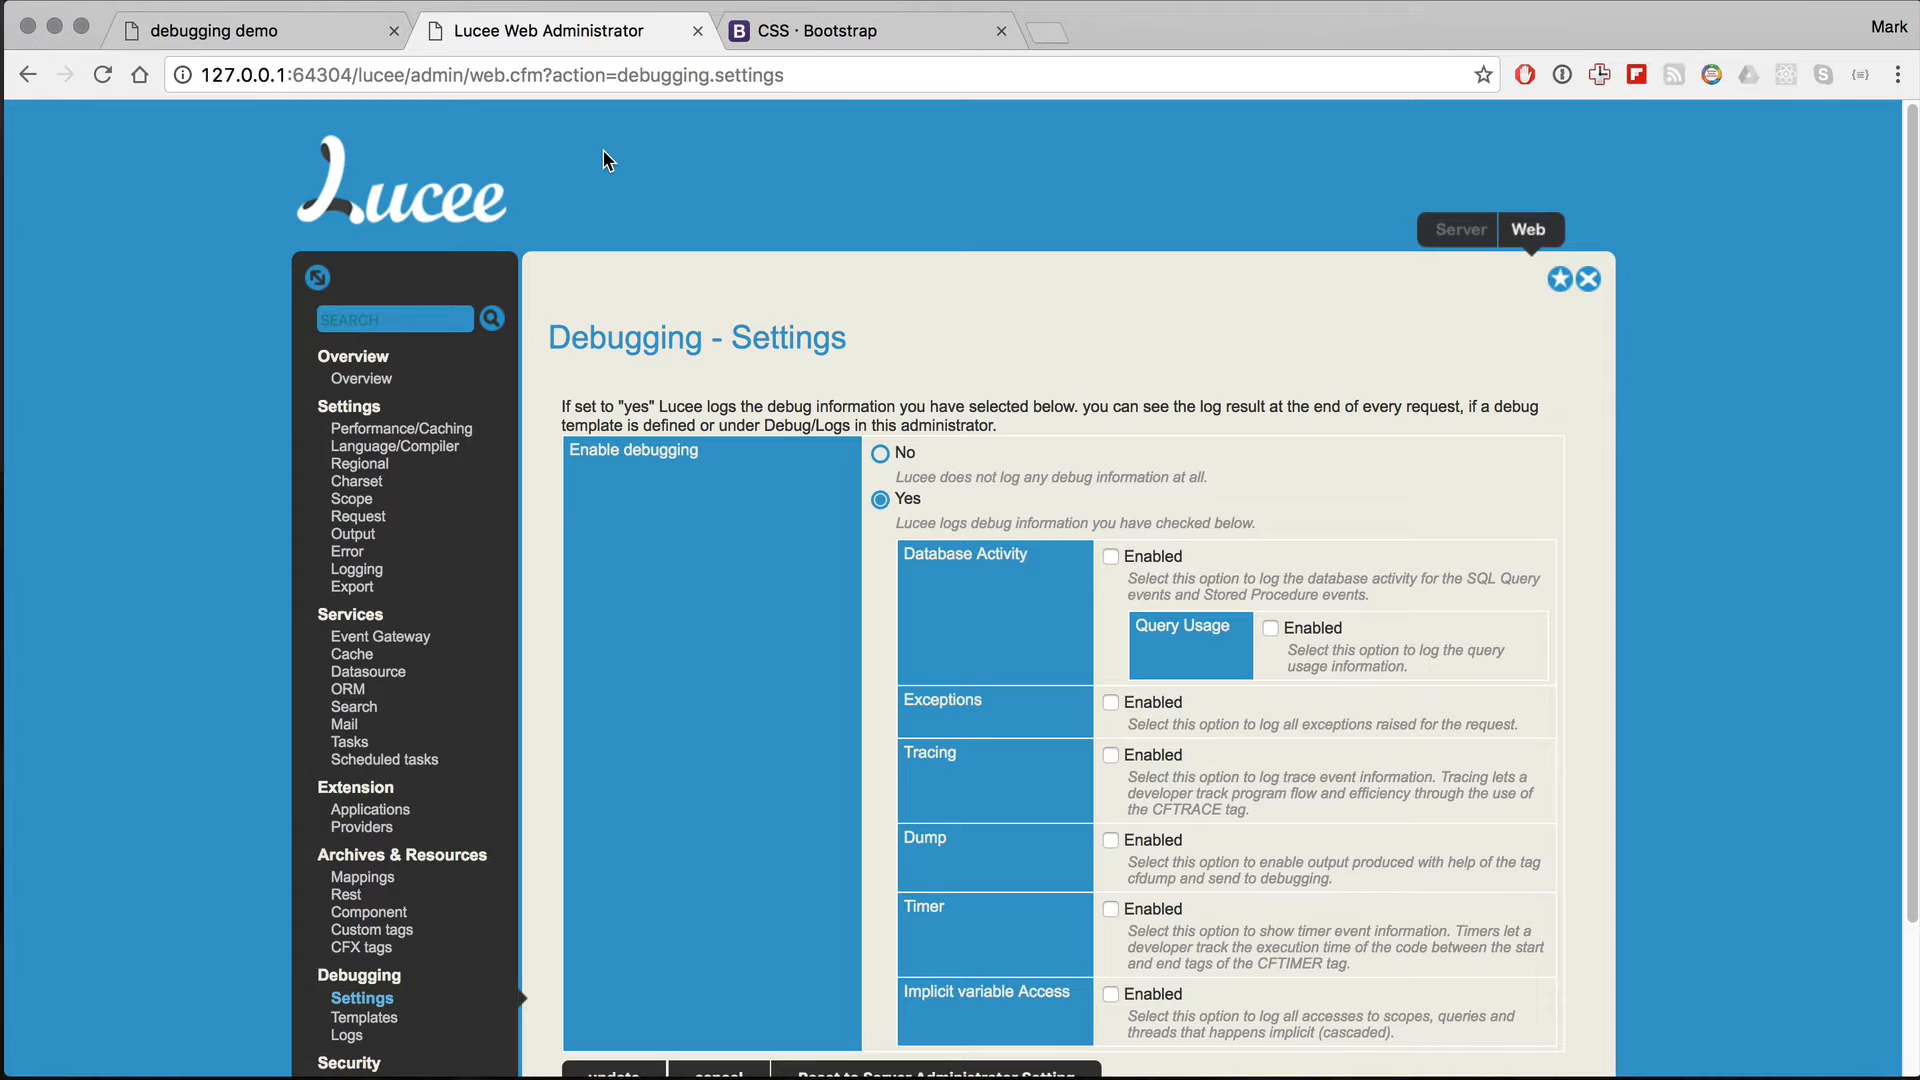 debugging demo
Lucee Web Administrator
CSS · Bootstrap
Mark
127.0.0.1:64304/lucee/admin/web.cfm?action=debugging.settings
Lucee
Server
Web
SEARCH
Overview
Overview
Settings
Performance/Caching
Language/Compiler
Regional
Charset
Scope
Request
Output
Error
Logging
Export
Services
Event Gateway
Cache
Datasource
ORM
Search
Mail
Tasks
Scheduled tasks
Extension
Applications
Providers
Archives & Resources
Mappings
Rest
Component
Custom tags
CFX tags
Debugging
Settings
Templates
Logs
Security
Debugging - Settings
If set to "yes" Lucee logs the debug information you have selected below. you can see the log result at the end of every request, if a debug
template is defined or under Debug/Logs in this administrator.
Enable debugging
No
Lucee does not log any debug information at all.
Yes
Lucee logs debug information you have checked below.
Database Activity
Enabled
Select this option to log the database activity for the SQL Query
events and Stored Procedure events.
Query Usage
Enabled
Select this option to log the query
usage information.
Exceptions
Enabled
Select this option to log all exceptions raised for the request.
Tracing
Enabled
Select this option to log trace event information. Tracing lets a
developer track program flow and efficiency through the use of
the CFTRACE tag.
Dump
Enabled
Select this option to enable output produced with help of the tag
cfdump and send to debugging.
Timer
Enabled
Select this option to show timer event information. Timers let a
developer track the execution time of the code between the start
and end tags of the CFTIMER tag.
Implicit variable Access
Enabled
Select this option to log all accesses to scopes, queries and
threads that happens implicit (cascaded).
update
cancel
Reset to Server Administrator Setting